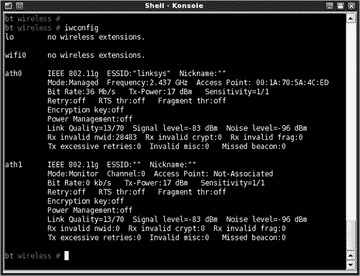 Shell - Konsole
bt wireless #
bt wireless # iwconfig
lo        no wireless extensions.
wifi0     no wireless extensions.
ath0      IEEE 802.11g  ESSID:"linksys"  Nickname:""
Mode:Managed  Frequency:2.437 GHz  Access Point: 00:1A:70:5A:4C:ED
Bit Rate:36 Mb/s   Tx-Power:17 dBm   Sensitivity=1/1
Retry:off   RTS thr:off   Fragment thr:off
Encryption key:off
Power Management:off
Link Quality=13/70  Signal level=-83 dBm  Noise level=-96 dBm
Rx invalid nwid:28483  Rx invalid crypt:0  Rx invalid frag:0
Tx excessive retries:0  Invalid misc:0   Missed beacon:0
ath1      IEEE 802.11g  ESSID:""  Nickname:""
Mode:Monitor  Channel:0  Access Point: Not-Associated
Bit Rate:0 kb/s   Tx-Power:17 dBm   Sensitivity=1/1
Retry:off   RTS thr:off   Fragment thr:off
Encryption key:off
Power Management:off
Link Quality=13/70  Signal level=-83 dBm  Noise level=-96 dBm
Rx invalid nwid:0  Rx invalid crypt:0  Rx invalid frag:0
Tx excessive retries:0  Invalid misc:0   Missed beacon:0
bt wireless #